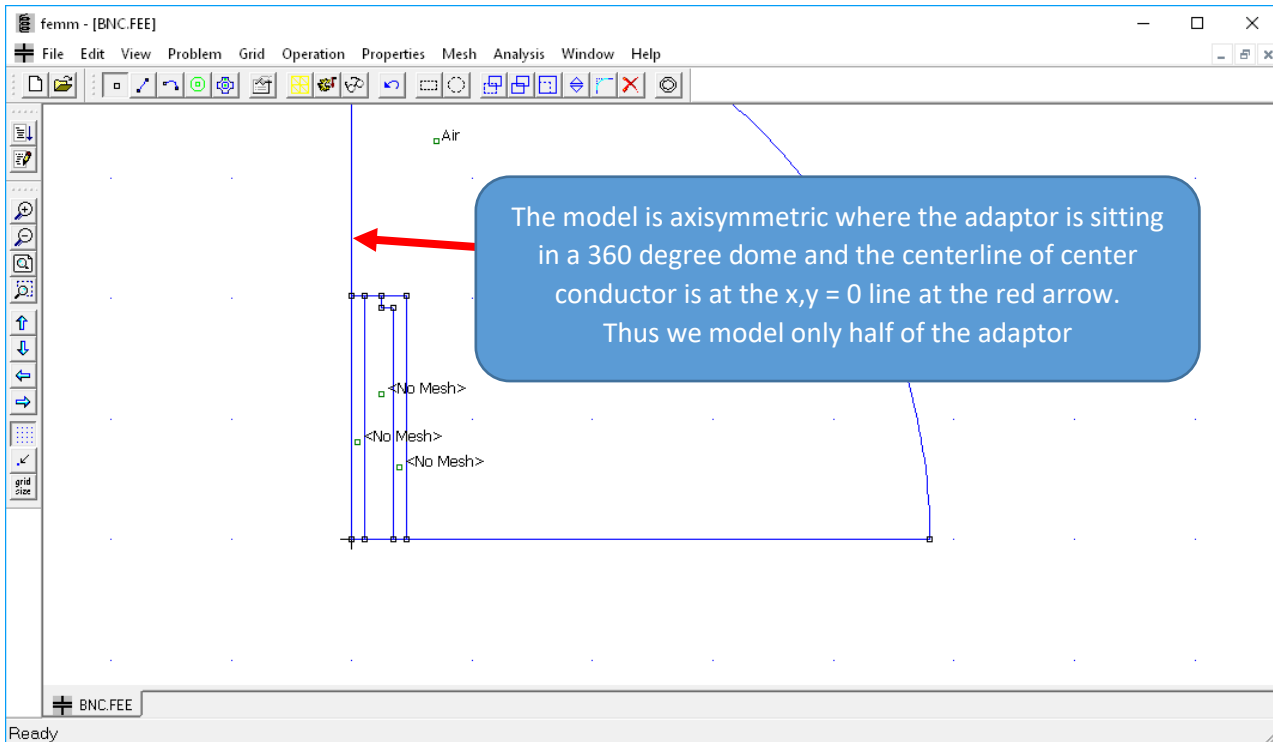 femm - [BNC.FEE]
File Edit View Problem Grid Operation Properties Mesh Analysis Window Help
Air
The model is axisymmetric where the adaptor is sitting
in a 360 degree dome and the centerline of center
conductor is at the x,y = 0 line at the red arrow.
Thus we model only half of the adaptor
<No Mesh>
<No Mesh>
<No Mesh>
grid
size
BNC.FEE
Ready